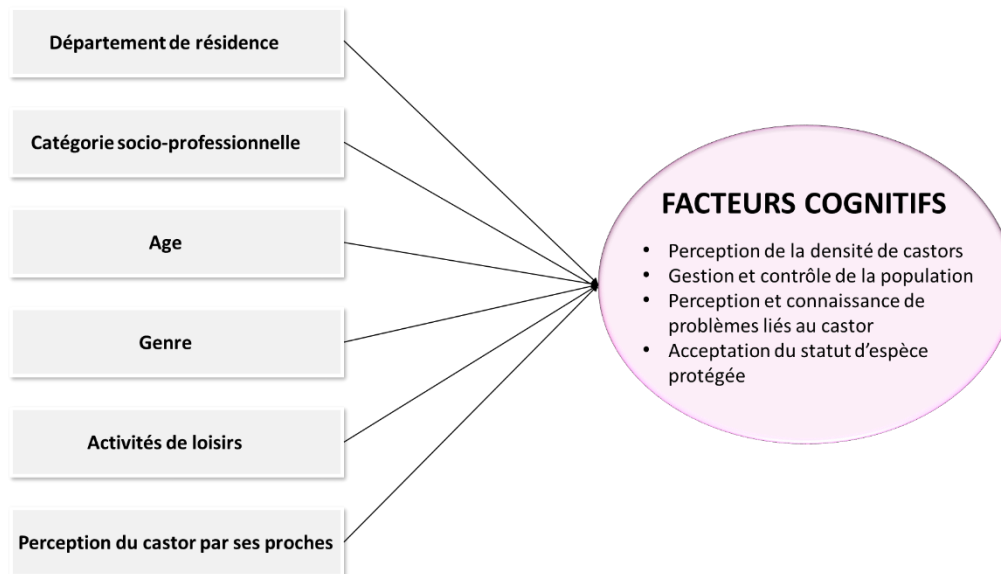 Département de résidence
Catégorie socio-professionnelle
Age
Genre
Activités de loisirs
Perception du castor par ses proches
FACTEURS COGNITIFS
• Perception de la densité de castors
• Gestion et contrôle de la population
• Perception et connaissance de
problèmes liés au castor
• Acceptation du statut d'espèce
protégée